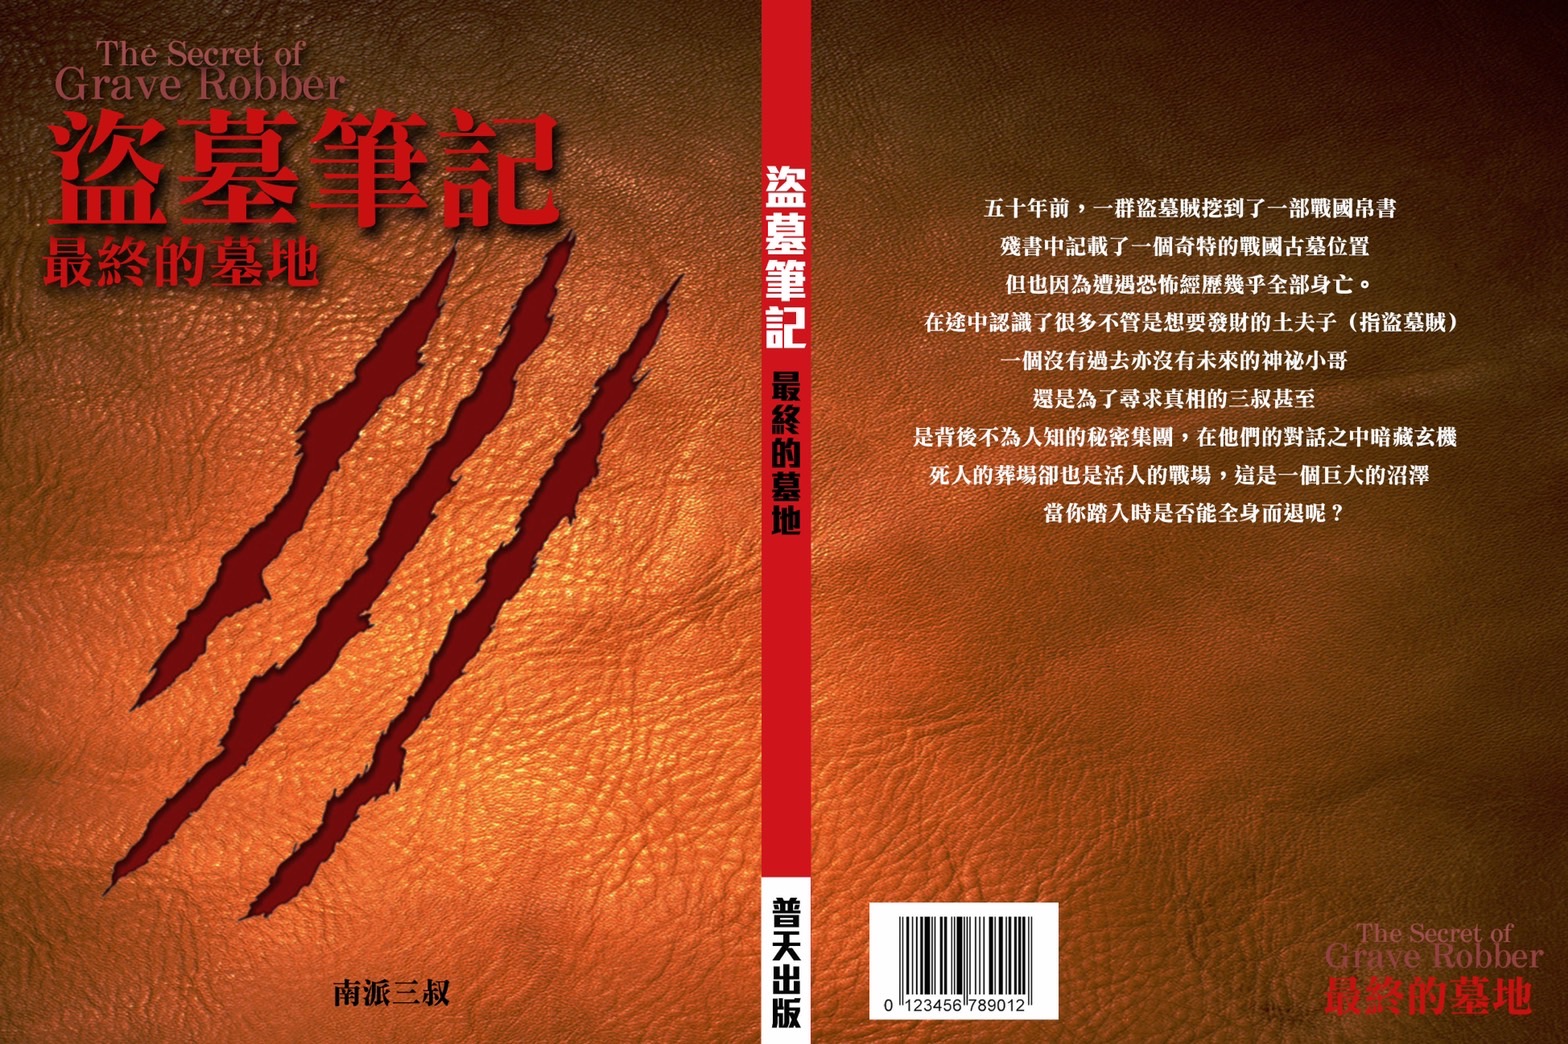 The Secret of
Grave Robber
盜墓筆記
最終的墓地
南派三叔
盜墓筆記
最終的墓地
普天出版
五十年前，一群盜墓賊挖到了一部戰國帛書
殘書中記載了一個奇特的戰國古墓位置
但也因為遭遇恐怖經歷幾乎全部身亡。
在途中認識了很多不管是想要發財的土夫子（指盜墓賊）
一個沒有過去亦沒有未來的神祕小哥
還是為了尋求真相的三叔甚至
是背後不為人知的秘密集團，在他們的對話之中暗藏玄機
死人的葬場卻也是活人的戰場，這是一個巨大的沼澤
當你踏入時是否能全身而退呢？
0 123456 789012
The Secret of
Grave Robber
最終的墓地